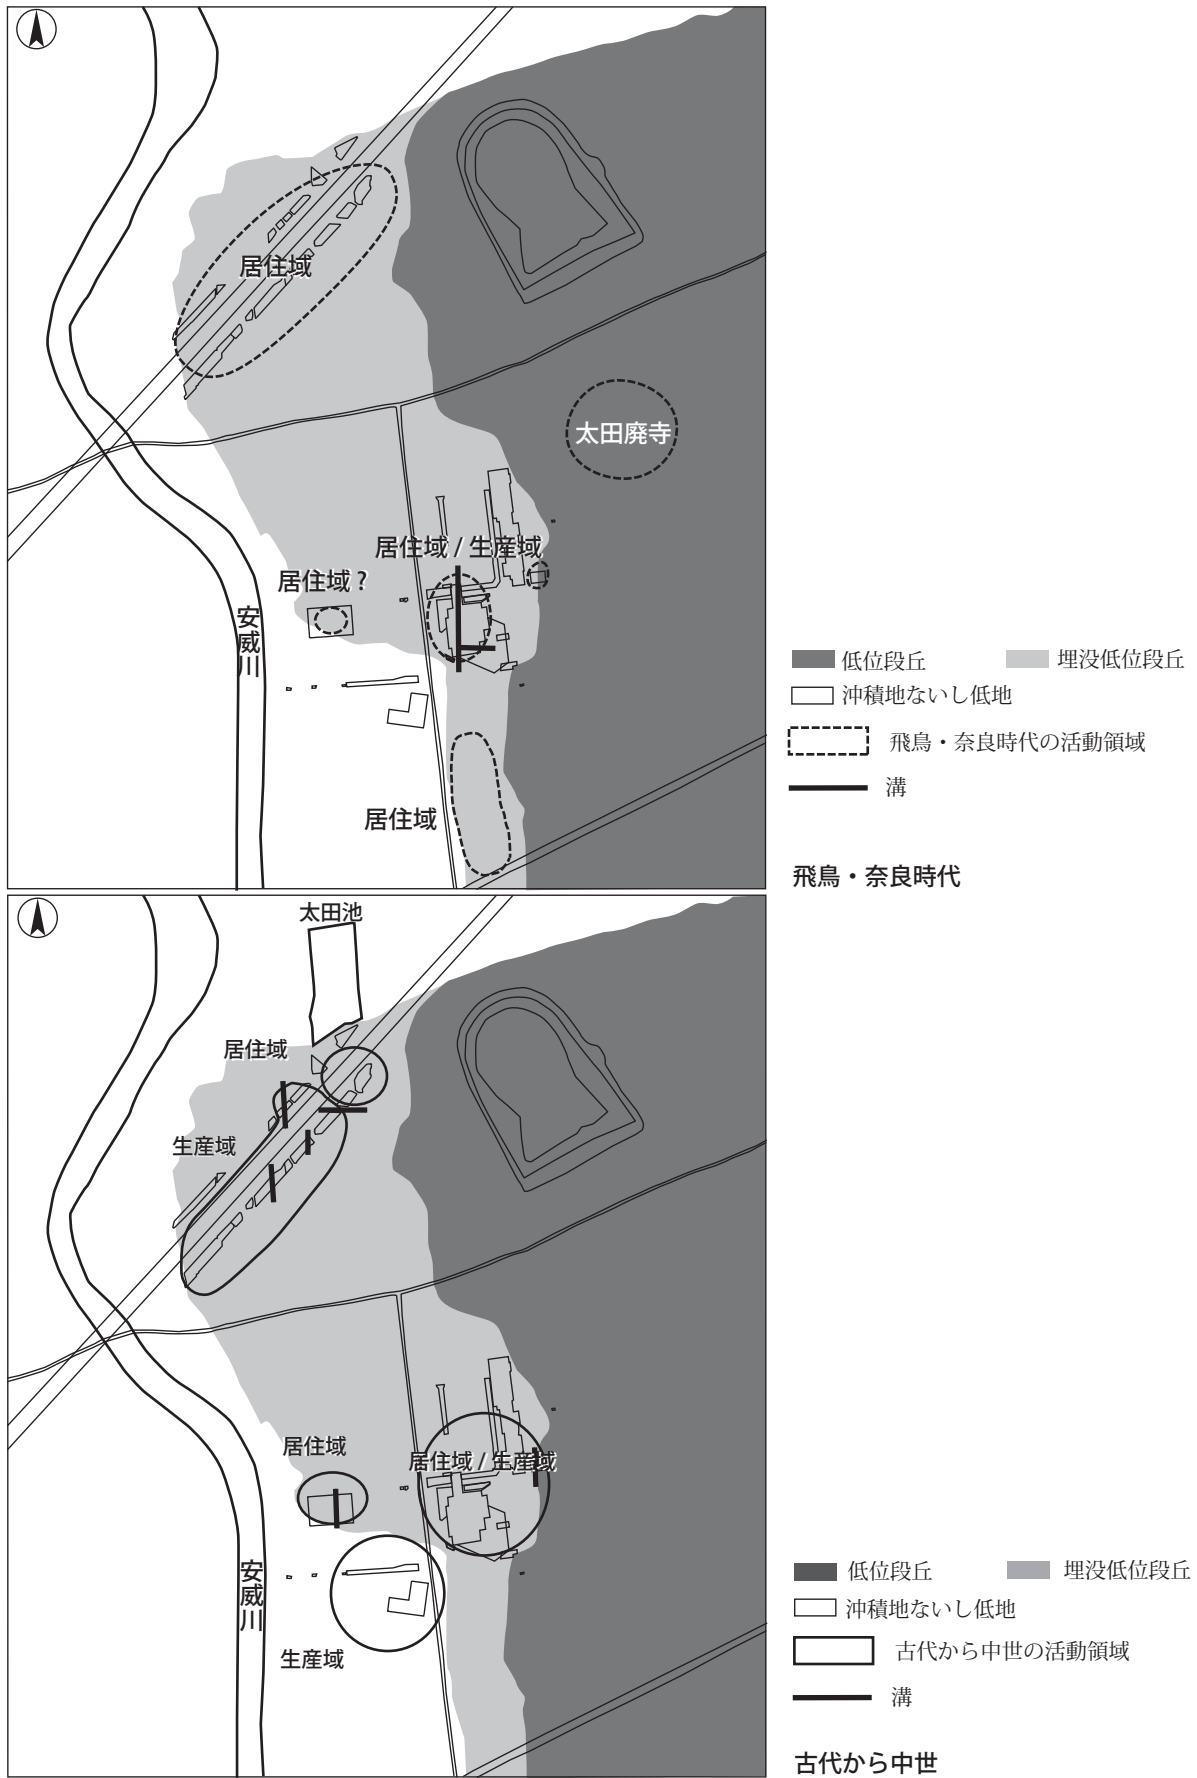 居住域
太田廃寺
居住域 / 生産域
居住域 ?
安威川
居住域
低位段丘
埋没低位段丘
沖積地ないし低地
飛鳥・奈良時代の活動領域
溝
飛鳥・奈良時代
太田池
居住域
生産域
居住域
居住域 / 生産域
安威川
生産域
低位段丘
埋没低位段丘
沖積地ないし低地
古代から中世の活動領域
溝
古代から中世